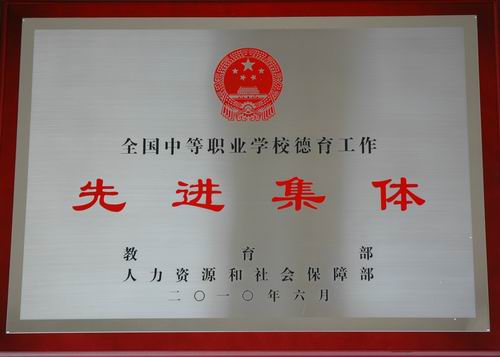 全国中等职业学校德育工作
先进集体
教育部
人力资源和社会保障部
二〇一〇年六月